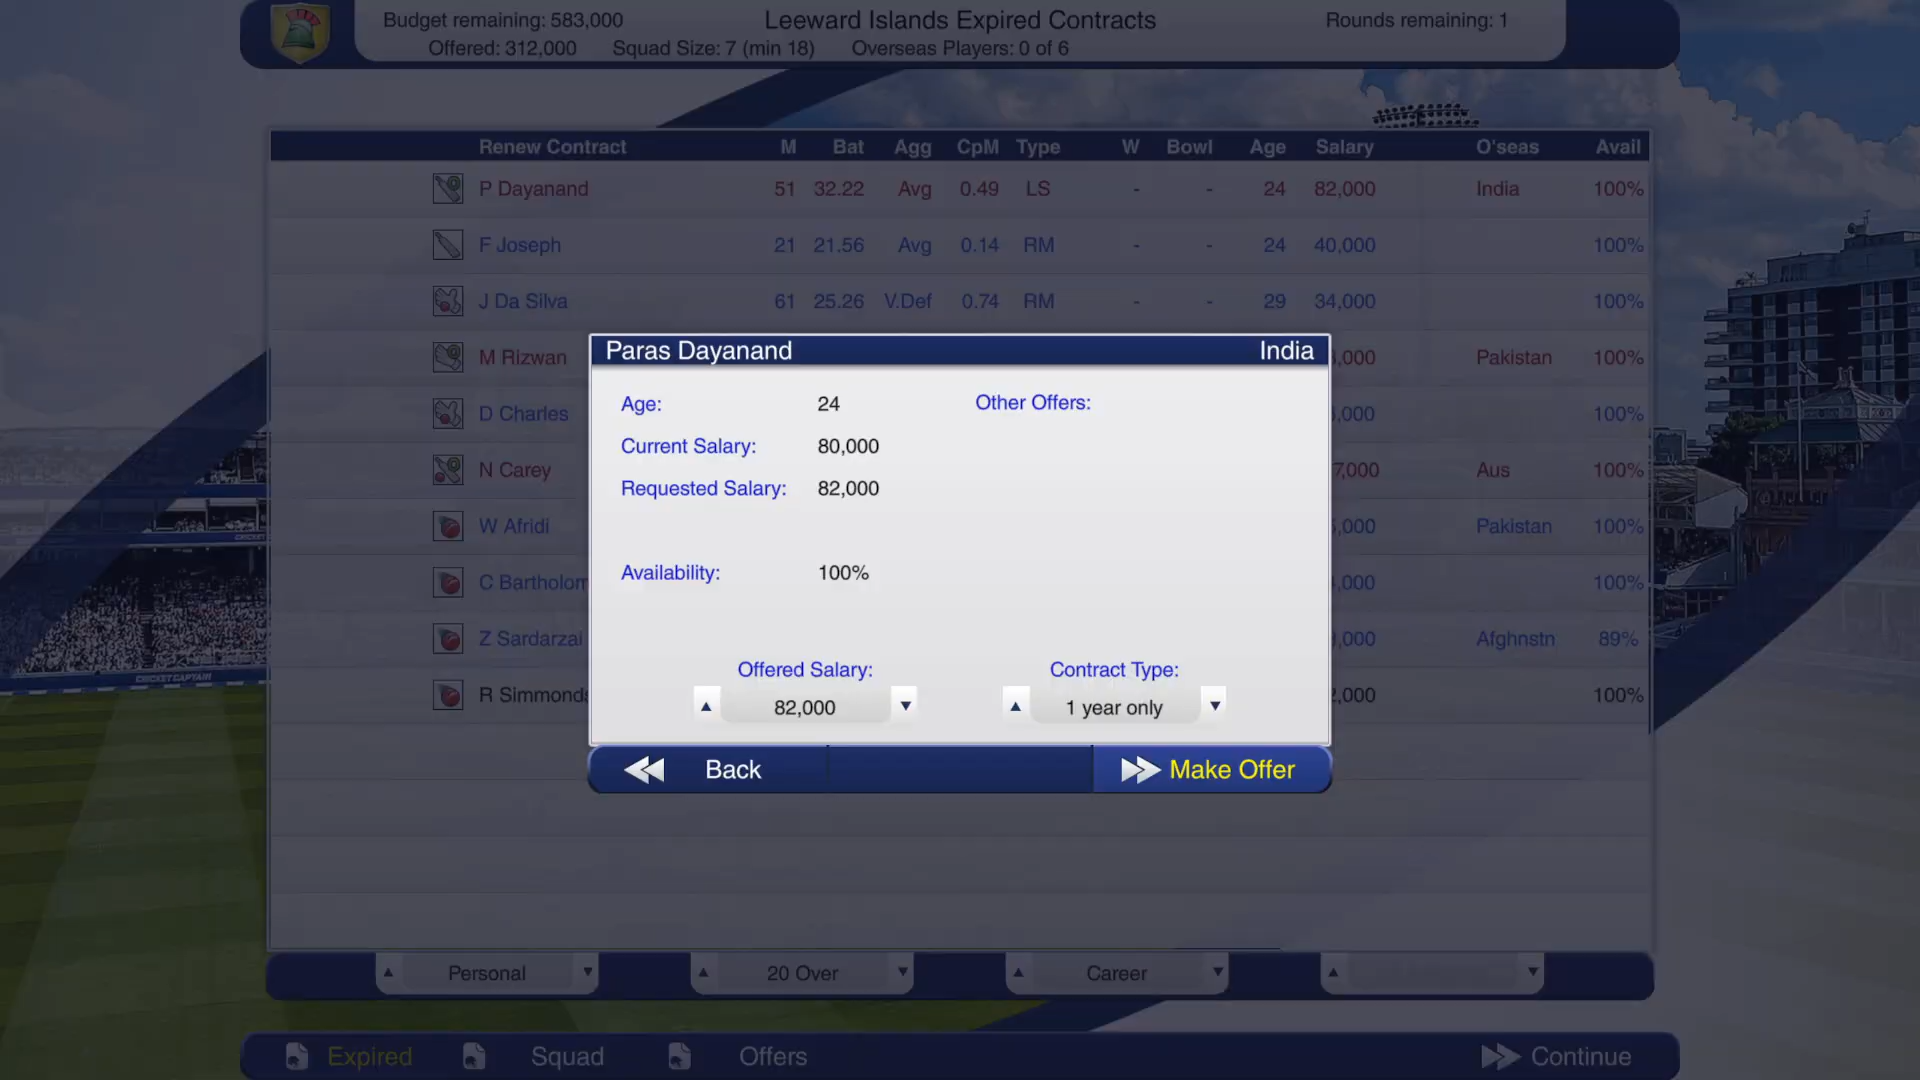 Budget remaining: 583,000 Leeward Islands Expired Contracts Rounds remaining: 1
Offered: 312,000 Squad Size: 7 (min 18) Overseas Players: 0 of 6
Renew Contract M Bat Agg CpM Type W Bowl Age Salary O'seas Avail
P Dayanand 51 32.22 Avg 0.49 LS - - 24 82,000 India 100%
F Joseph 21 21.56 Avg 0.14 RM - - 24 40,000 100%
J Da Silva 61 25.26 V.Def 0.74 RM - - 29 34,000 100%
M Rizwan Pakistan 100%
D Charles 100%
N Carey Aus 100%
W Afridi Pakistan 100%
C Bartholom 100%
Z Sardarzai Afghnstn 89%
R Simmonds 100%
Paras Dayanand India
Age: 24 Other Offers:
Current Salary: 80,000
Requested Salary: 82,000
Availability: 100%
Offered Salary: Contract Type:
82,000 1 year only
Back Make Offer
CRICKET CAPTAIN
Personal 20 Over Career
Expired Squad Offers Continue